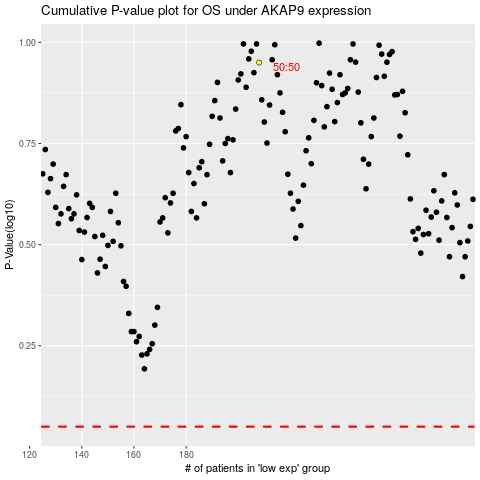 Cumulative P-value plot for OS under AKAP9 expression
P-Value(log10)
1.00
0.75
0.50
0.25
50:50
120 140 160 180
# of patients in 'low exp' group